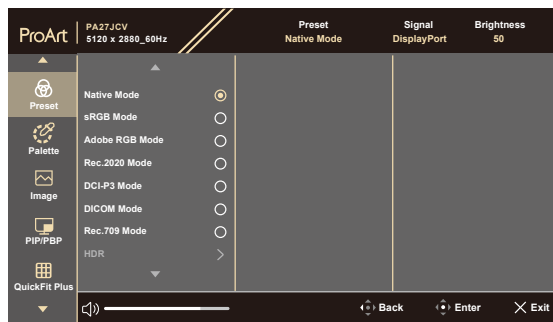 ProArt
PA27JCV
5120 x 2880_60Hz
Preset
Native Mode
Signal
DisplayPort
Brightness
50
Preset
Palette
Image
PIP/PBP
QuickFit Plus
Native Mode
sRGB Mode
Adobe RGB Mode
Rec.2020 Mode
DCI-P3 Mode
DICOM Mode
Rec.709 Mode
HDR
Back
Enter
Exit